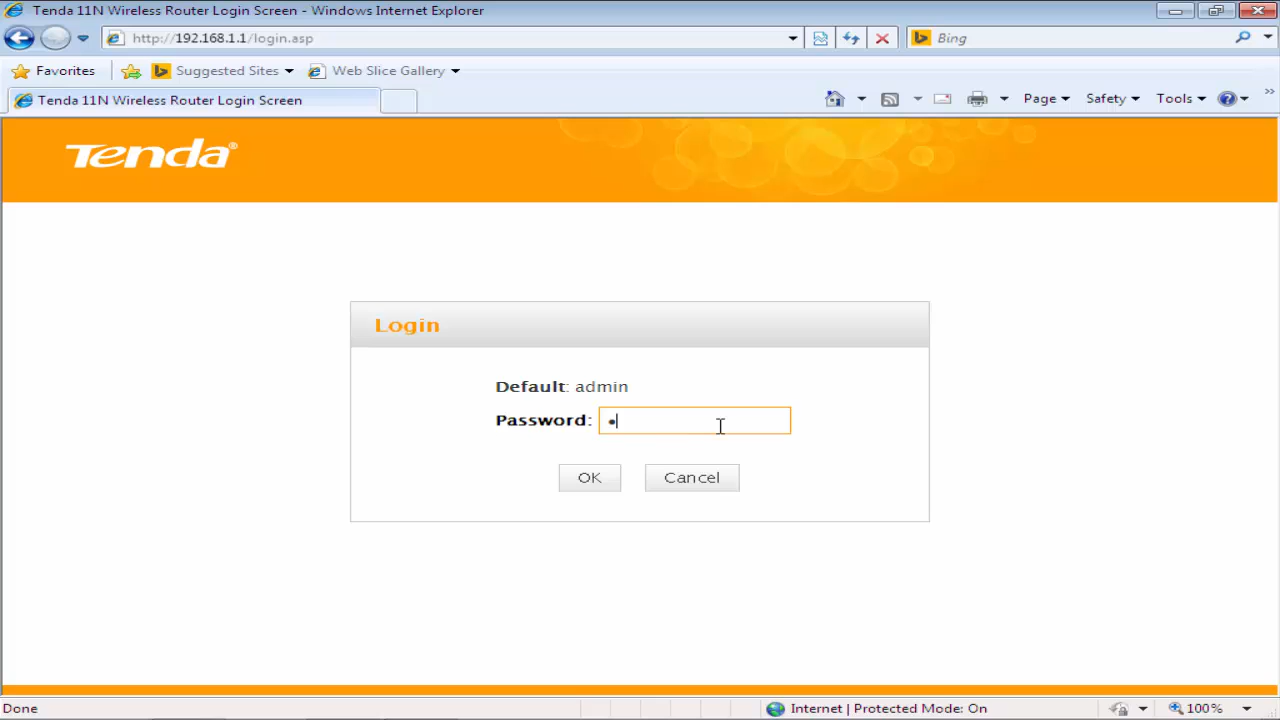 Tenda 11N Wireless Router Login Screen - Windows Internet Explorer
http://192.168.1.1/login.asp
Bing
Favorites
Suggested Sites
Web Slice Gallery
Tenda 11N Wireless Router Login Screen
Page
Safety
Tools
»
Tenda®
Login
Default: admin
Password: •
OK
Cancel
Done
Internet | Protected Mode: On
100%